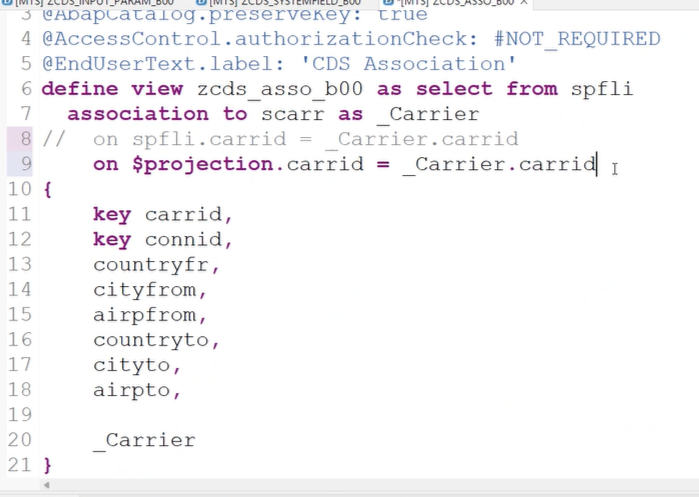 [MTS] ZCDS_INPUT_PARAM_B00 [MTS] ZCDS_SYSTEMFIELD_B00 *[MTS] ZCDS_ASSO_B00
3 @AbapCatalog.preserveKey: true
4 @AccessControl.authorizationCheck: #NOT_REQUIRED
5 @EndUserText.label: 'CDS Association'
6 define view zcds_asso_b00 as select from spfli
7 association to scarr as _Carrier
8 // on spfli.carrid = _Carrier.carrid
9 on $projection.carrid = _Carrier.carrid
10 {
11 key carrid,
12 key connid,
13 countryfr,
14 cityfrom,
15 airpfrom,
16 countryto,
17 cityto,
18 airpto,
19
20 _Carrier
21 }